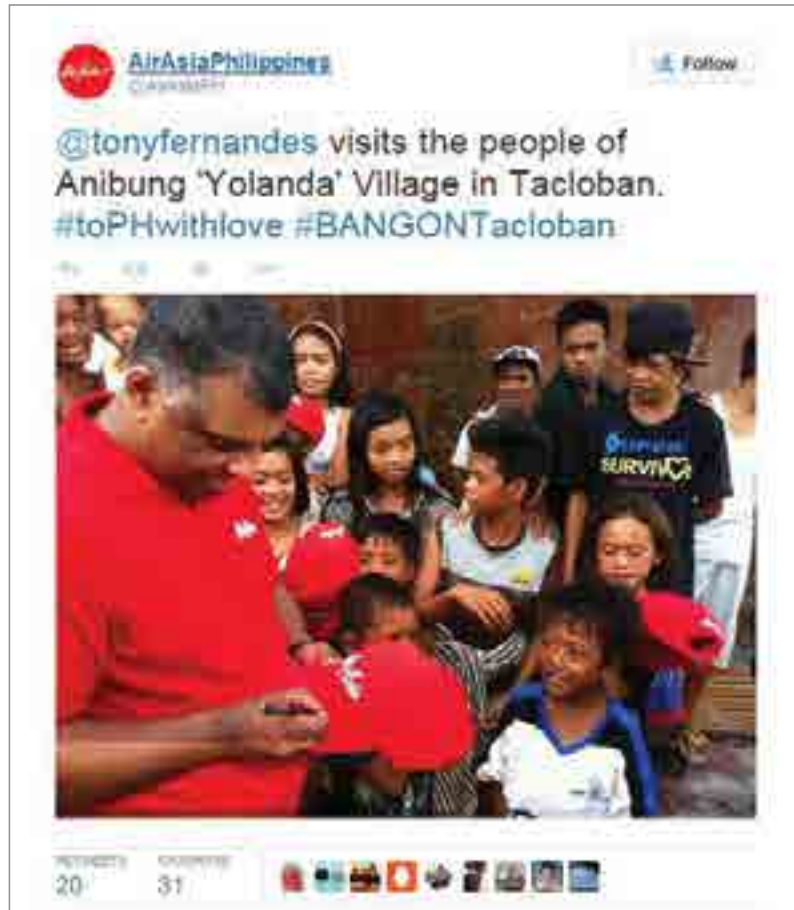 AirAsiaPhilippines
Follow
@tonyfernandes visits the people of
Anibung 'Yolanda' Village in Tacloban.
#toPHwithlove #BANGONTacloban
SURVIVOR
20
31